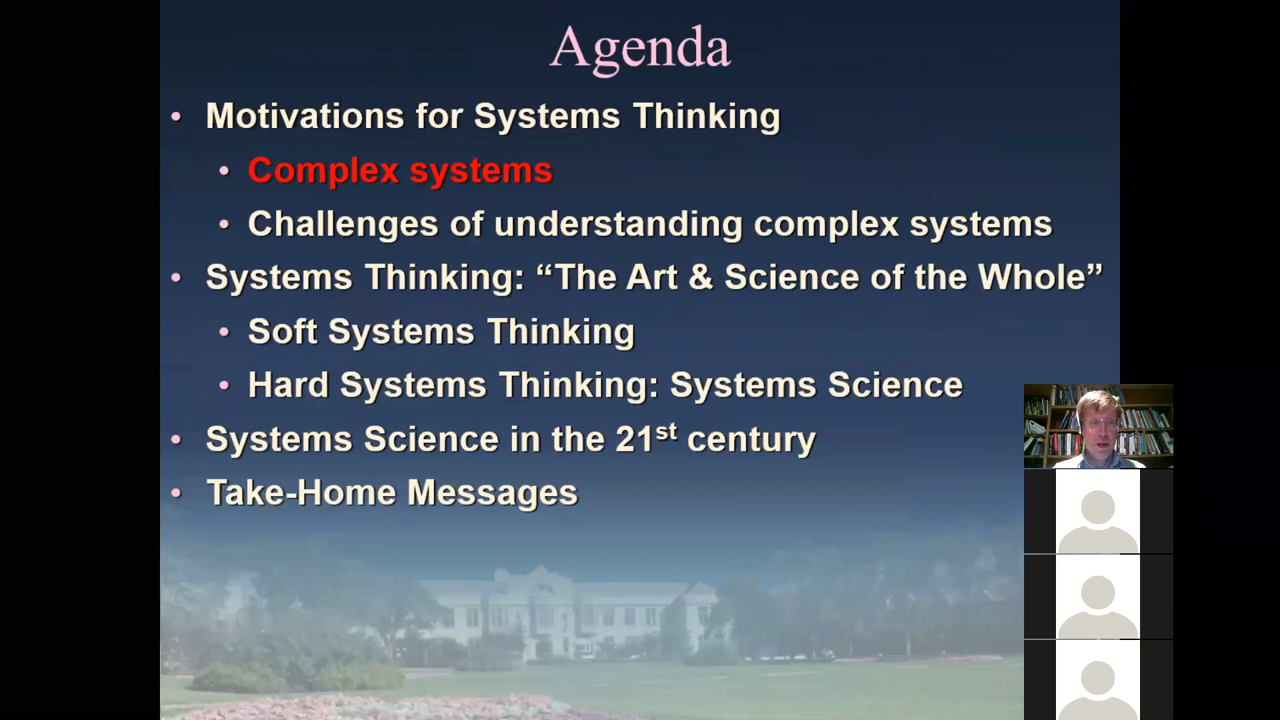 Agenda
• Motivations for Systems Thinking
• Complex systems
• Challenges of understanding complex systems
• Systems Thinking: “The Art & Science of the Whole”
• Soft Systems Thinking
• Hard Systems Thinking: Systems Science
• Systems Science in the 21st century
• Take-Home Messages